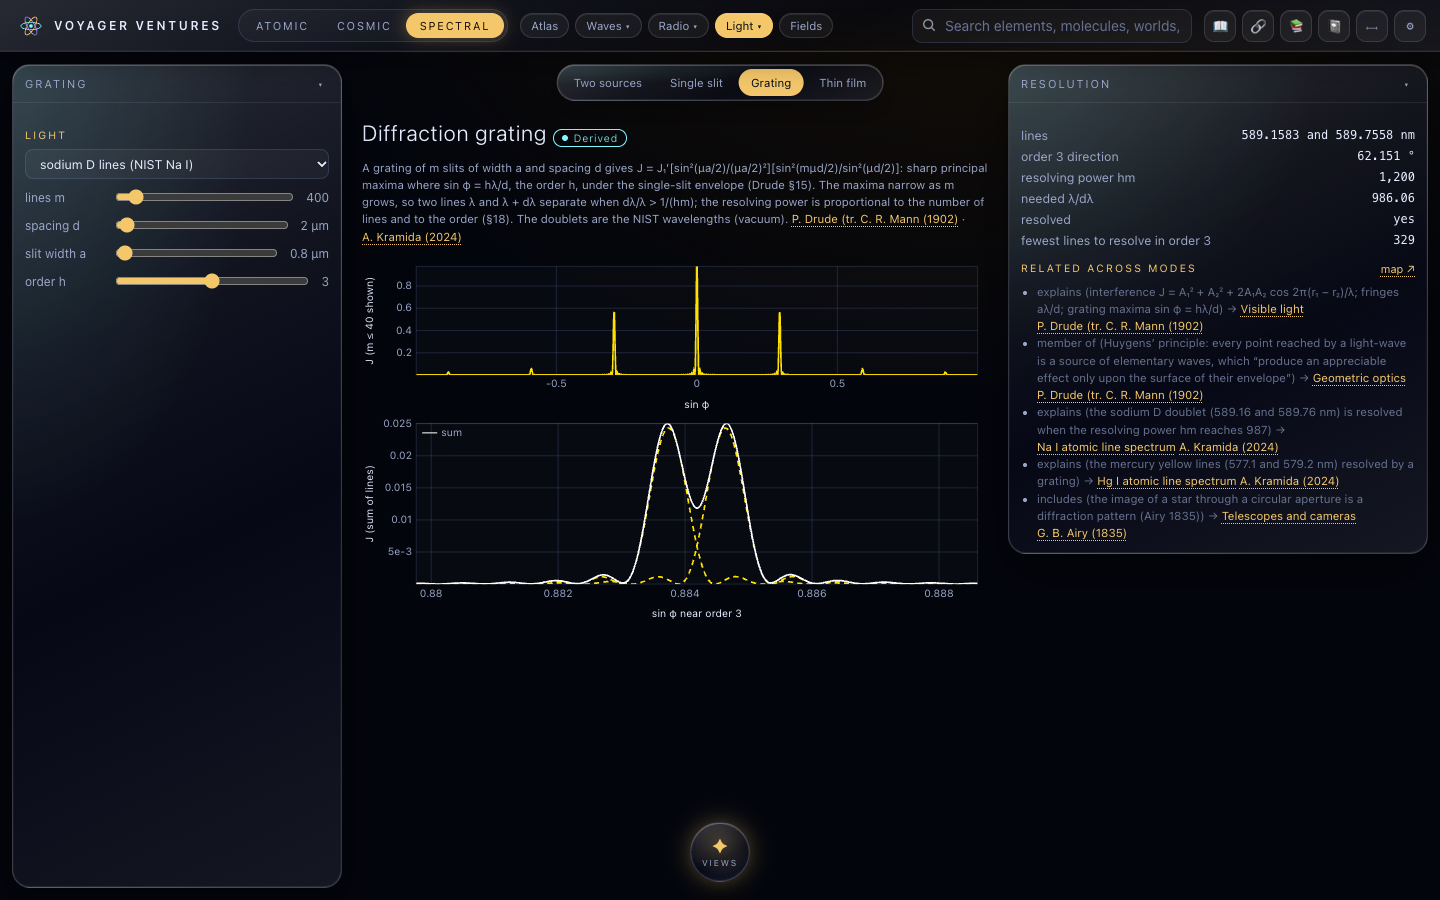 VOYAGER VENTURES
ATOMIC COSMIC SPECTRAL
Atlas Waves ▾ Radio ▾ Light ▾ Fields
Search elements, molecules, worlds,
GRATING
LIGHT
sodium D lines (NIST Na I)
lines m 400
spacing d 2 µm
slit width a 0.8 µm
order h 3
Two sources Single slit Grating Thin film
Diffraction grating
Derived
A grating of m slits of width a and spacing d gives J = J₁′[sin²(µa/2)/(µa/2)²][sin²(mµd/2)/sin²(µd/2)]: sharp principal
maxima where sin ϕ = hλ/d, the order h, under the single-slit envelope (Drude §15). The maxima narrow as m
grows, so two lines λ and λ + dλ separate when dλ/λ > 1/(hm); the resolving power is proportional to the number of
lines and to the order (§18). The doublets are the NIST wavelengths (vacuum). P. Drude (tr. C. R. Mann (1902) ·
A. Kramida (2024)
J (m ≤ 40 shown)
0.8
0.6
0.4
0.2
-0.5 0 0.5
sin ϕ
J (sum of lines)
sum
0.025
0.02
0.015
0.01
5e-3
0.88 0.882 0.884 0.886 0.888
sin ϕ near order 3
VIEWS
RESOLUTION
lines 589.1583 and 589.7558 nm
order 3 direction 62.151 °
resolving power hm 1,200
needed λ/dλ 986.06
resolved yes
fewest lines to resolve in order 3 329
RELATED ACROSS MODES map ↗
explains (interference J = A₁² + A₂² + 2A₁A₂ cos 2π(r₁ − r₂)/λ; fringes
aλ/d; grating maxima sin ϕ = hλ/d) → Visible light
P. Drude (tr. C. R. Mann (1902)
member of (Huygens’ principle: every point reached by a light-wave
is a source of elementary waves, which “produce an appreciable
effect only upon the surface of their envelope”) → Geometric optics
P. Drude (tr. C. R. Mann (1902)
explains (the sodium D doublet (589.16 and 589.76 nm) is resolved
when the resolving power hm reaches 987) →
Na I atomic line spectrum A. Kramida (2024)
explains (the mercury yellow lines (577.1 and 579.2 nm) resolved by a
grating) → Hg I atomic line spectrum A. Kramida (2024)
includes (the image of a star through a circular aperture is a
diffraction pattern (Airy 1835)) → Telescopes and cameras
G. B. Airy (1835)